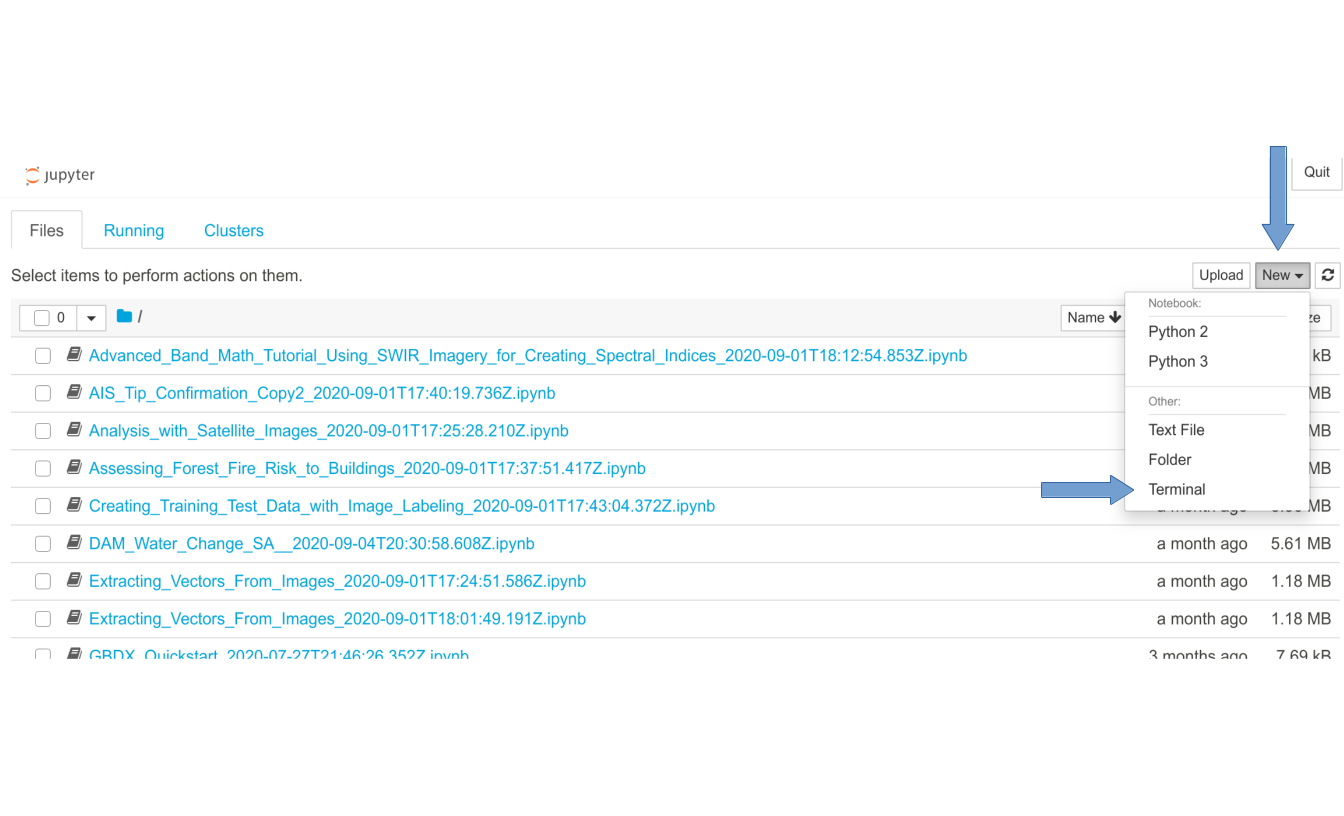 jupyter
Quit
Files Running Clusters
Select items to perform actions on them.
Upload New
0 / Name ze
Notebook:
Python 2
Python 3
Other:
Text File
Folder
Terminal
Advanced_Band_Math_Tutorial_Using_SWIR_Imagery_for_Creating_Spectral_Indices_2020-09-01T18:12:54.853Z.ipynb kB
AIS_Tip_Confirmation_Copy2_2020-09-01T17:40:19.736Z.ipynb MB
Analysis_with_Satellite_Images_2020-09-01T17:25:28.210Z.ipynb MB
Assessing_Forest_Fire_Risk_to_Buildings_2020-09-01T17:37:51.417Z.ipynb MB
Creating_Training_Test_Data_with_Image_Labeling_2020-09-01T17:43:04.372Z.ipynb a month ago MB
DAM_Water_Change_SA__2020-09-04T20:30:58.608Z.ipynb a month ago 5.61 MB
Extracting_Vectors_From_Images_2020-09-01T17:24:51.586Z.ipynb a month ago 1.18 MB
Extracting_Vectors_From_Images_2020-09-01T18:01:49.191Z.ipynb a month ago 1.18 MB
GBDX_Quickstart_2020-07-27T21:46:26.352Z.ipynb 3 months ago 7.69 kB